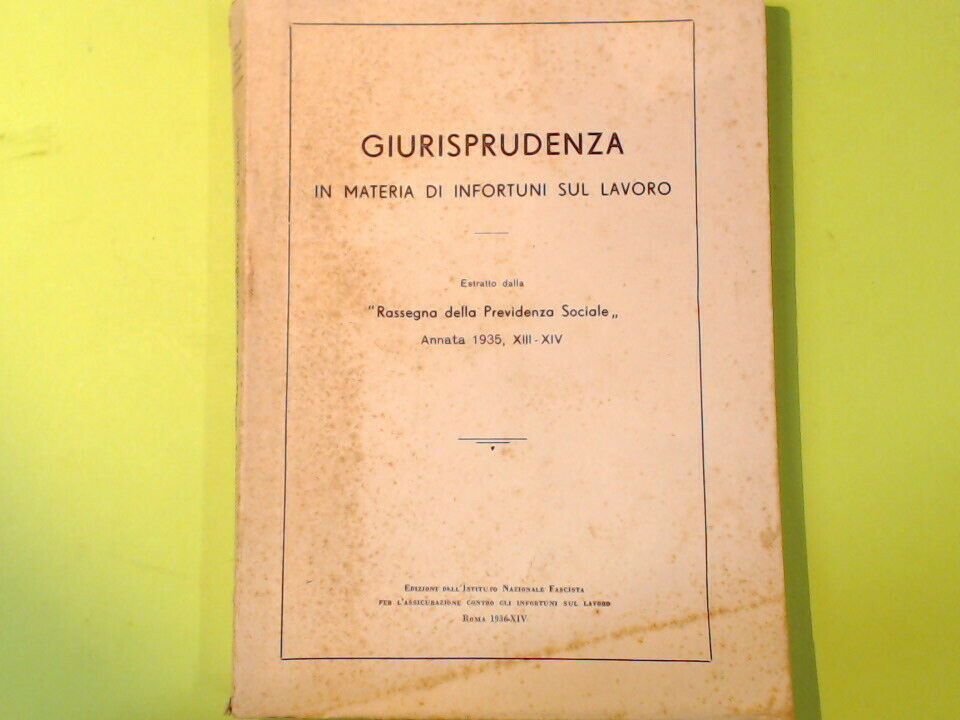 GIURISPRUDENZA
IN MATERIA DI INFORTUNI SUL LAVORO
Estratto dalla
"Rassegna della Previdenza Sociale„
Annata 1935, XIII-XIV
EDIZIONI DELL'ISTITUTO NAZIONALE FASCISTA
PER L'ASSICURAZIONE CONTRO GLI INFORTUNI SUL LAVORO
ROMA 1936-XIV